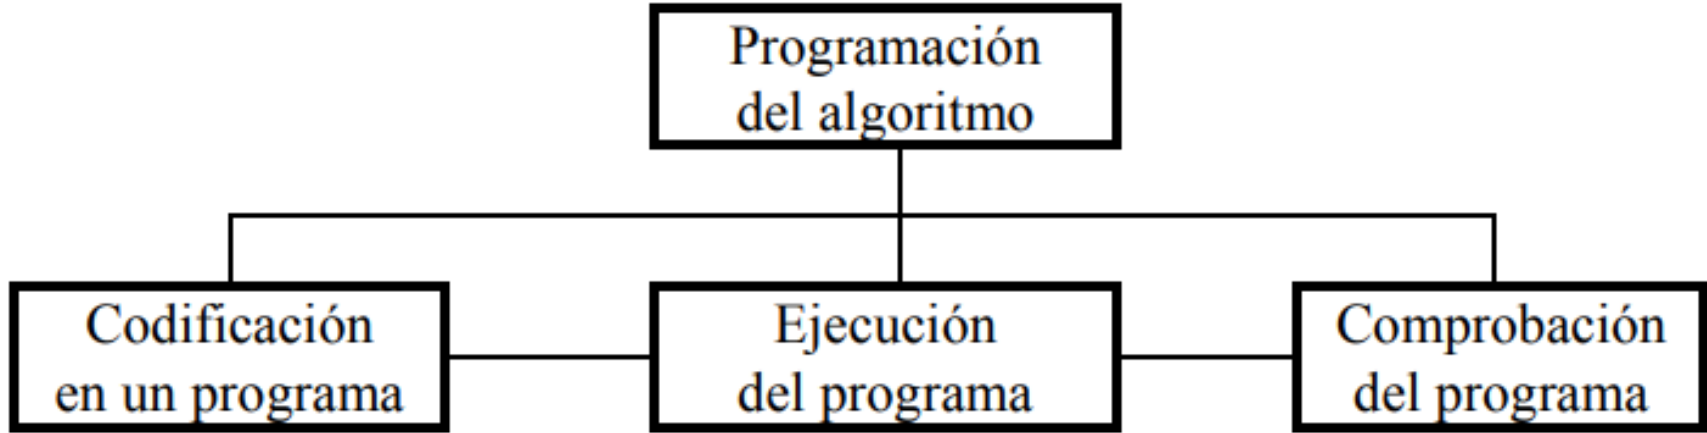 Programación
del algoritmo
Codificación
en un programa
Ejecución
del programa
Comprobación
del programa